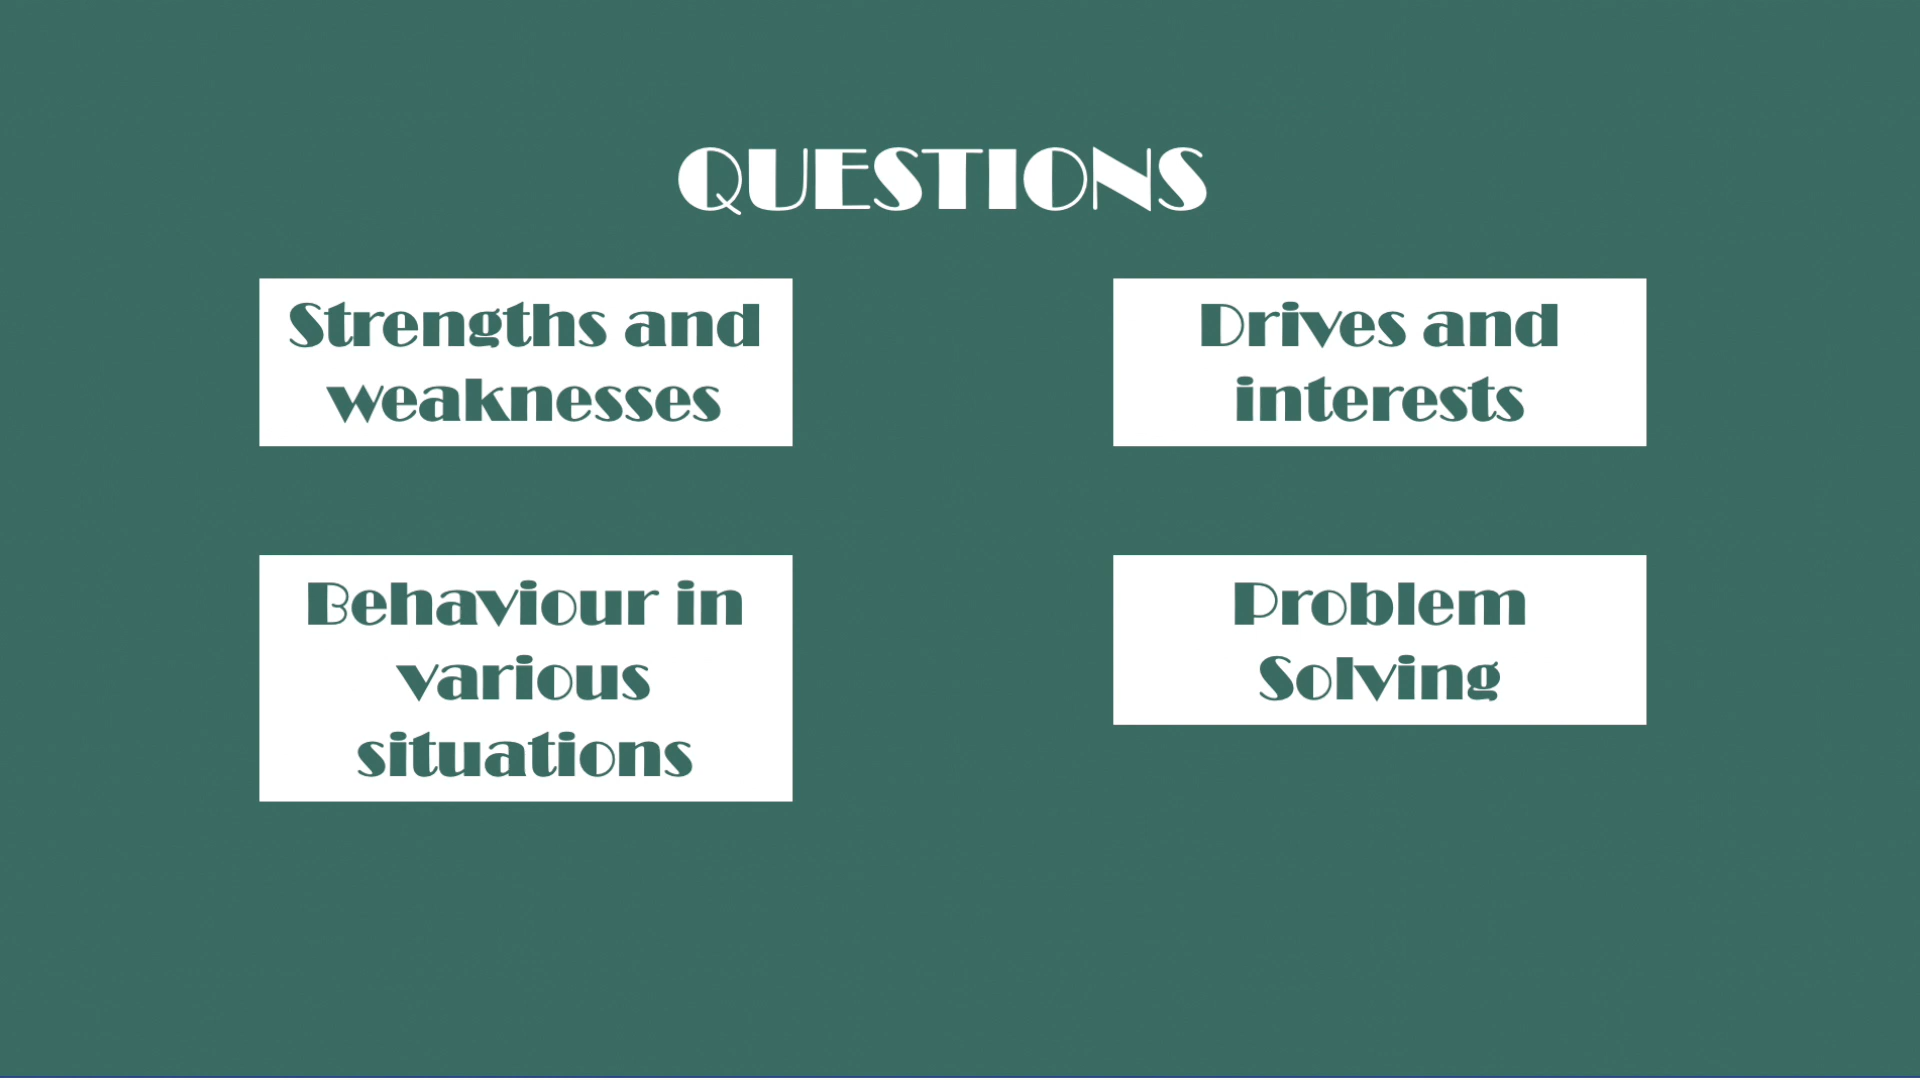 QUESTIONS
Strengths and
weaknesses
Drives and
interests
Behaviour in
various
situations
Problem
Solving